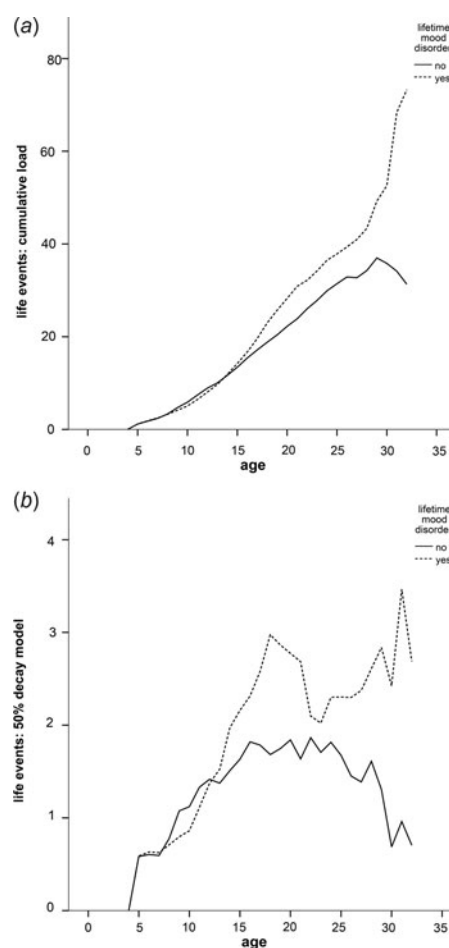 (a)
lifetime
mood
disorder
no
yes
80
60
40
20
0
life events: cumulative load
0 5 10 15 20 25 30 35
age
(b)
lifetime
mood
disorder
no
yes
4
3
2
1
0
life events: 50% decay model
0 5 10 15 20 25 30 35
age